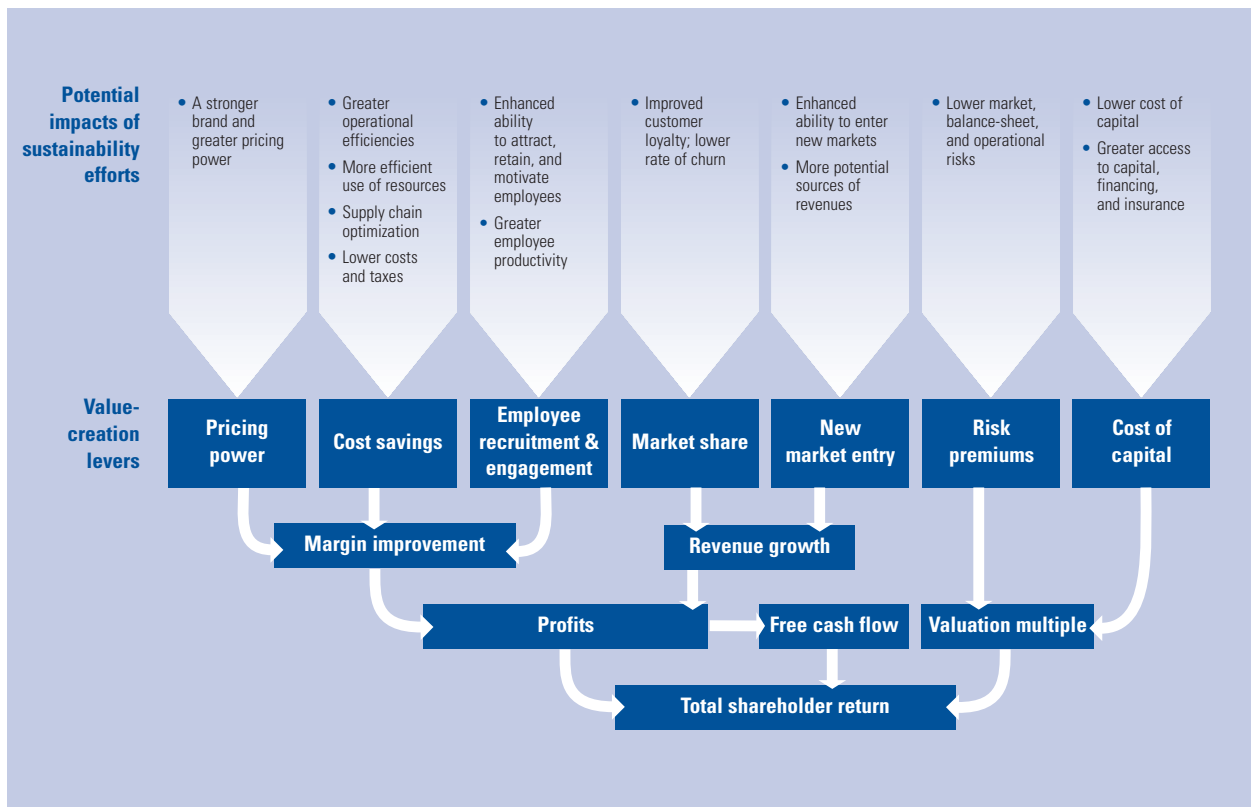 Potential
impacts of
sustainability
efforts
• A stronger
brand and
greater pricing
power
• Greater
operational
efficiencies
• More efficient
use of resources
• Supply chain
optimization
• Lower costs
and taxes
• Enhanced
ability
to attract,
retain, and
motivate
employees
• Greater
employee
productivity
• Improved
customer
loyalty; lower
rate of churn
• Enhanced
ability to enter
new markets
• More potential
sources of
revenues
• Lower market,
balance-sheet,
and operational
risks
• Lower cost of
capital
• Greater access
to capital,
financing,
and insurance
Value-
creation
levers
Pricing
power
Cost savings
Employee
recruitment &
engagement
Market share
New
market entry
Risk
premiums
Cost of
capital
Margin improvement
Revenue growth
Profits
Free cash flow
Valuation multiple
Total shareholder return